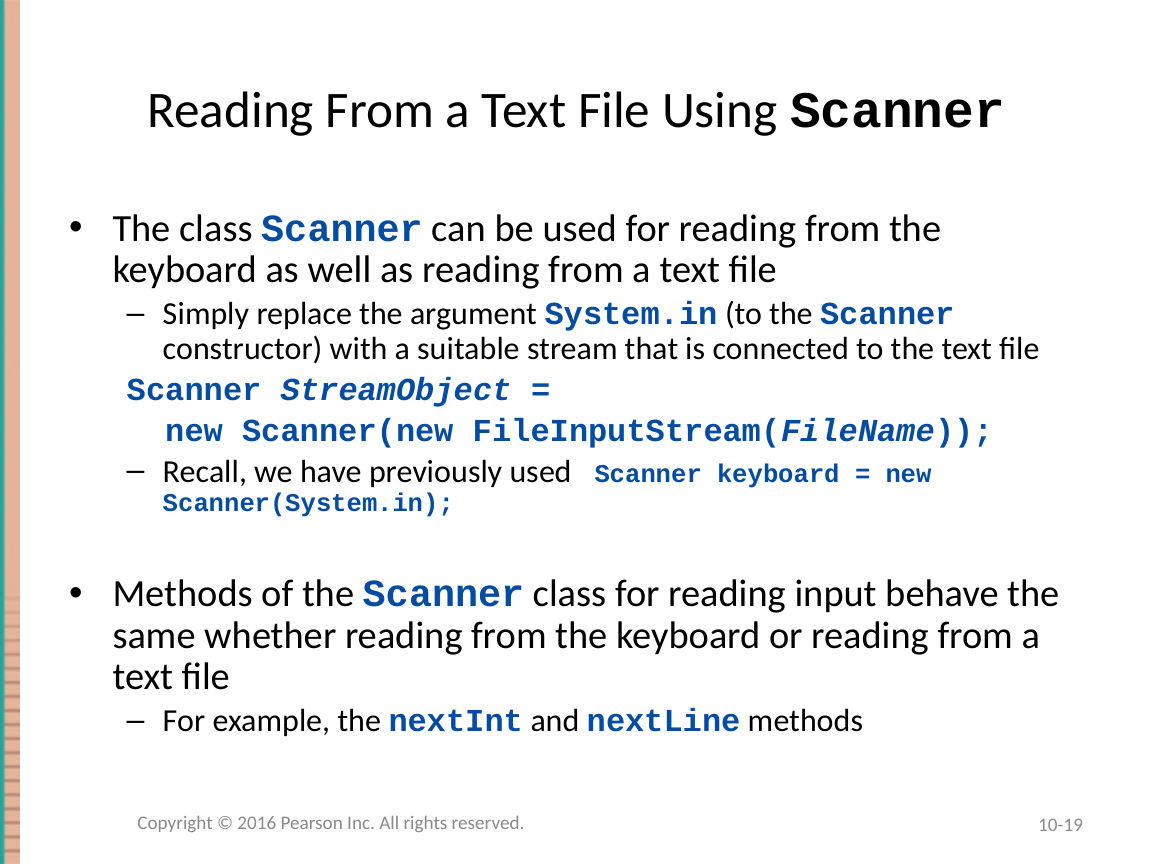 Reading From a Text File Using Scanner
• The class Scanner can be used for reading from the
keyboard as well as reading from a text file
– Simply replace the argument System.in (to the Scanner
constructor) with a suitable stream that is connected to the text file
Scanner StreamObject =
new Scanner(new FileInputStream(FileName));
– Recall, we have previously used Scanner keyboard = new
Scanner(System.in);
• Methods of the Scanner class for reading input behave the
same whether reading from the keyboard or reading from a
text file
– For example, the nextInt and nextLine methods
Copyright © 2016 Pearson Inc. All rights reserved.
10-19